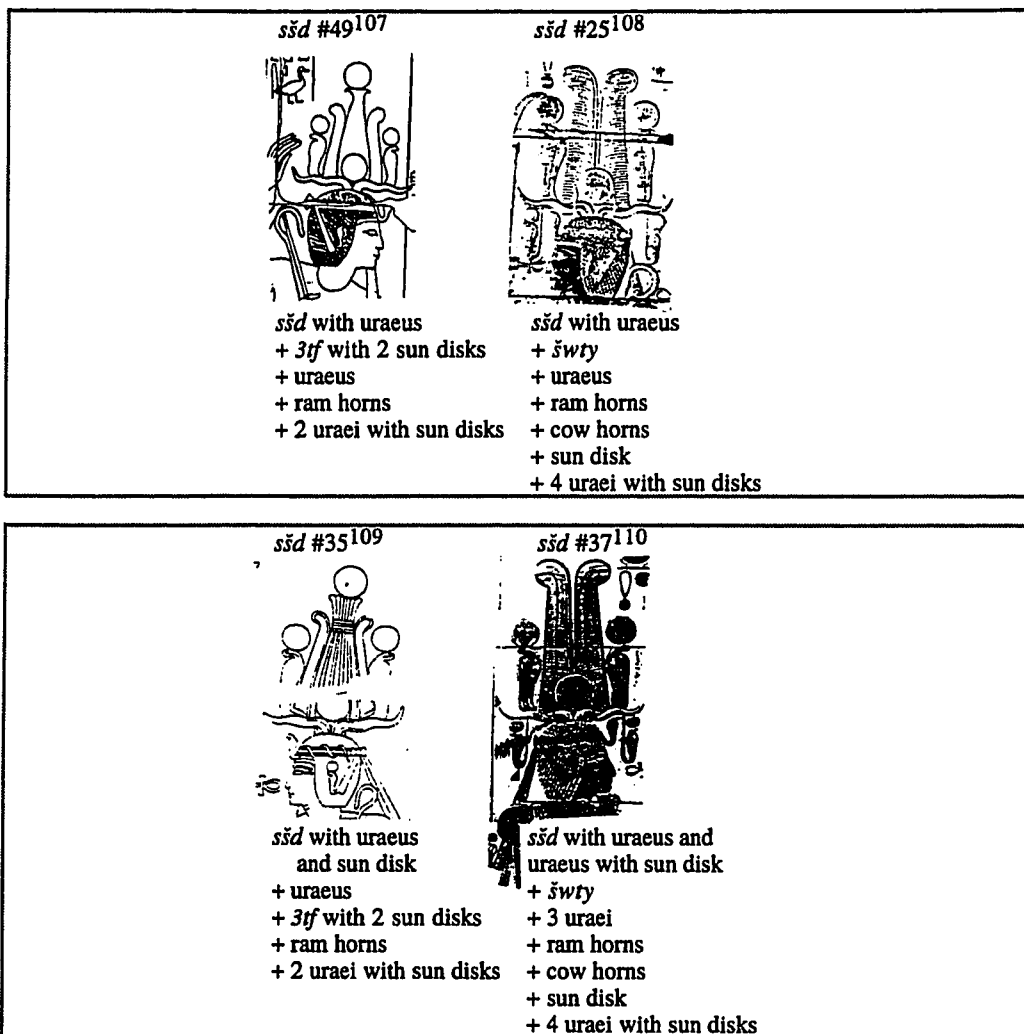 sšd #49107
sšd with uraeus
+ 3tf with 2 sun disks
+ uraeus
+ ram horns
+ 2 uraei with sun disks
sšd #25108
sšd with uraeus
+ šwty
+ uraeus
+ ram horns
+ cow horns
+ sun disk
+ 4 uraei with sun disks
sšd #35109
sšd with uraeus
and sun disk
+ uraeus
+ 3tf with 2 sun disks
+ ram horns
+ 2 uraei with sun disks
sšd #37110
sšd with uraeus and
uraeus with sun disk
+ šwty
+ 3 uraei
+ ram horns
+ cow horns
+ sun disk
+ 4 uraei with sun disks